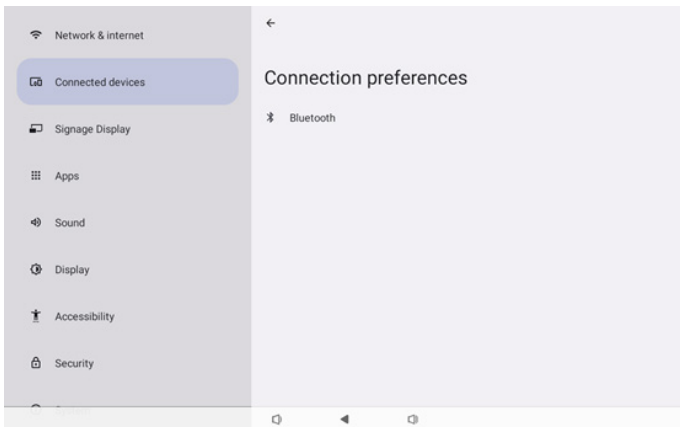 Network & internet
Connected devices
Signage Display
Apps
Sound
Display
Accessibility
Security
Connection preferences
Bluetooth